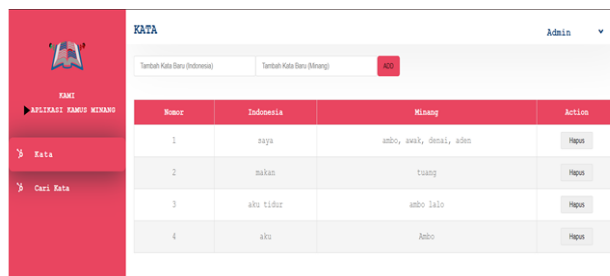 KATA
Admin
KAMI
APLIKASI KAMUS MINANG
Kata
Cari Kata
Tambah Kata Baru (Indonesia) Tambah Kata Baru (Minang) ADD
Nomor Indonesia Minang Action
1 saya ambo, awak, denai, aden Hapus
2 makan tuang Hapus
3 aku tidur ambo lalo Hapus
4 aku Ambo Hapus